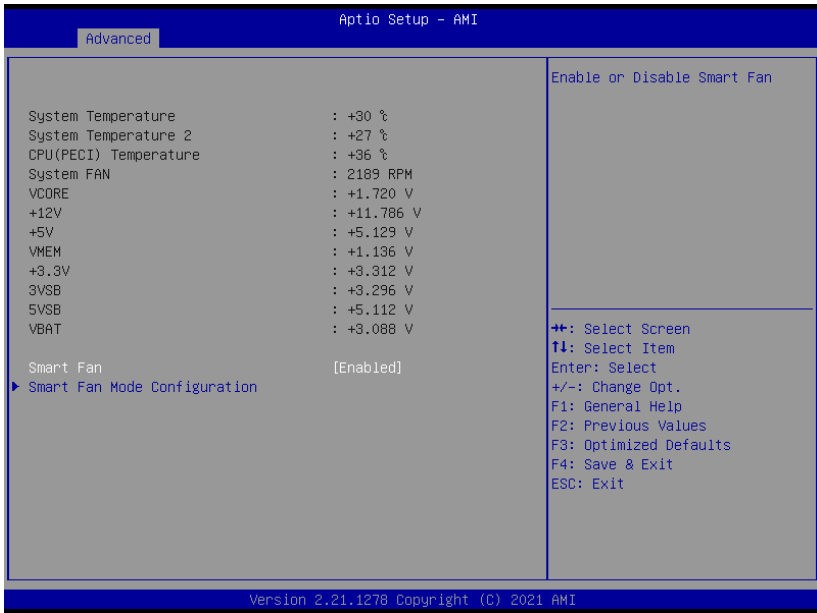 Aptio Setup – AMI
Advanced
System Temperature : +30 ℃
System Temperature 2 : +27 ℃
CPU(PECI) Temperature : +36 ℃
System FAN : 2189 RPM
VCORE : +1.720 V
+12V : +11.786 V
+5V : +5.129 V
VMEM : +1.136 V
+3.3V : +3.312 V
3VSB : +3.296 V
5VSB : +5.112 V
VBAT : +3.088 V
Smart Fan [Enabled]
Smart Fan Mode Configuration
Enable or Disable Smart Fan
→←: Select Screen
↑↓: Select Item
Enter: Select
+/-: Change Opt.
F1: General Help
F2: Previous Values
F3: Optimized Defaults
F4: Save & Exit
ESC: Exit
Version 2.21.1278 Copyright (C) 2021 AMI